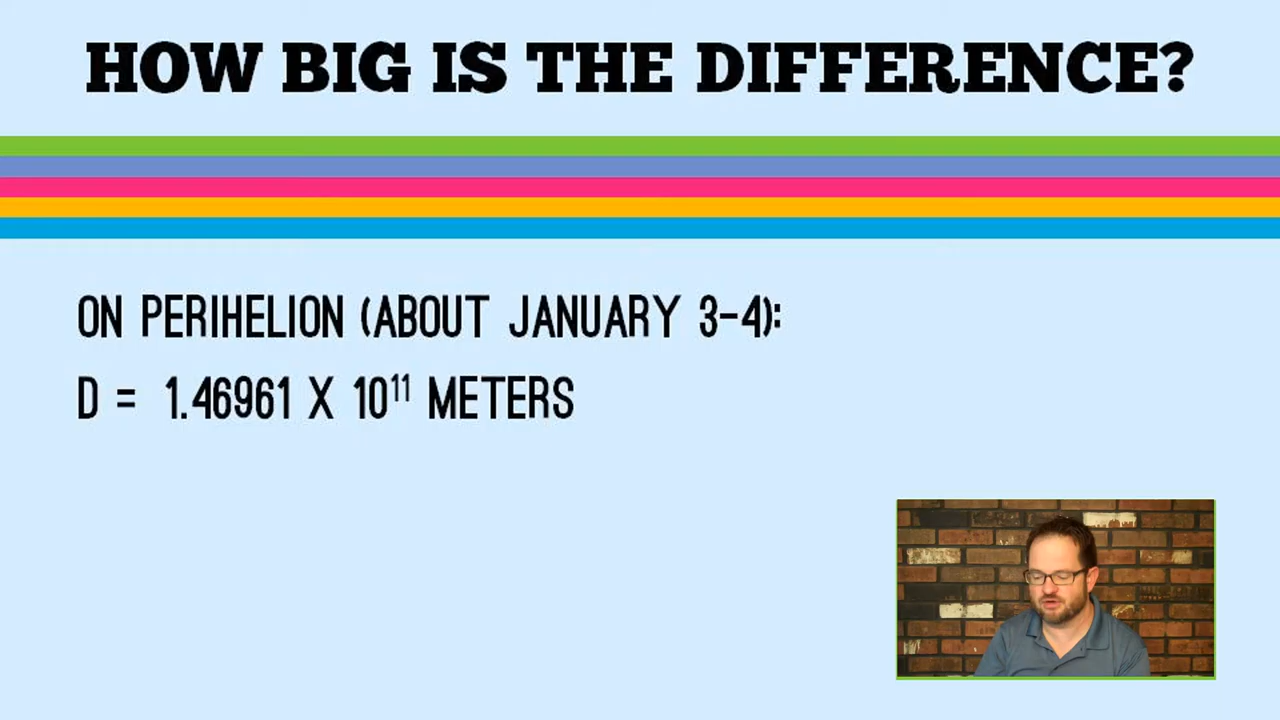 HOW BIG IS THE DIFFERENCE?
ON PERIHELION (ABOUT JANUARY 3-4):
D = 1.46961 X 10¹¹ METERS